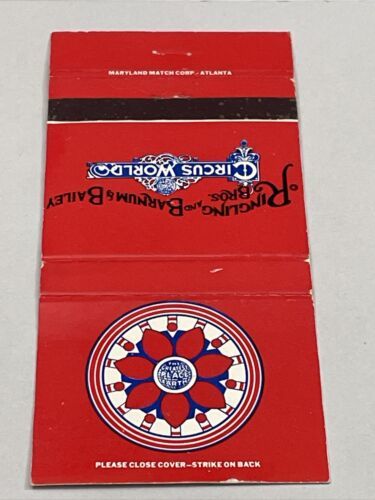 MARYLAND MATCH CORP.-ATLANTA
RINGLING
BROS.
AND BARNUM & BAILEY
CIRCUS WORLD
THE
GREATEST
PLACE
ON
EARTH
PLEASE CLOSE COVER—STRIKE ON BACK